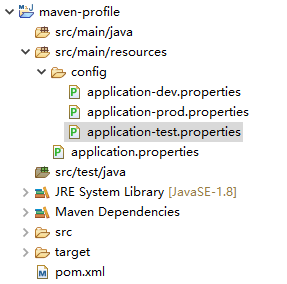 maven-profile
src/main/java
src/main/resources
config
application-dev.properties
application-prod.properties
application-test.properties
application.properties
src/test/java
JRE System Library [JavaSE-1.8]
Maven Dependencies
src
target
pom.xml